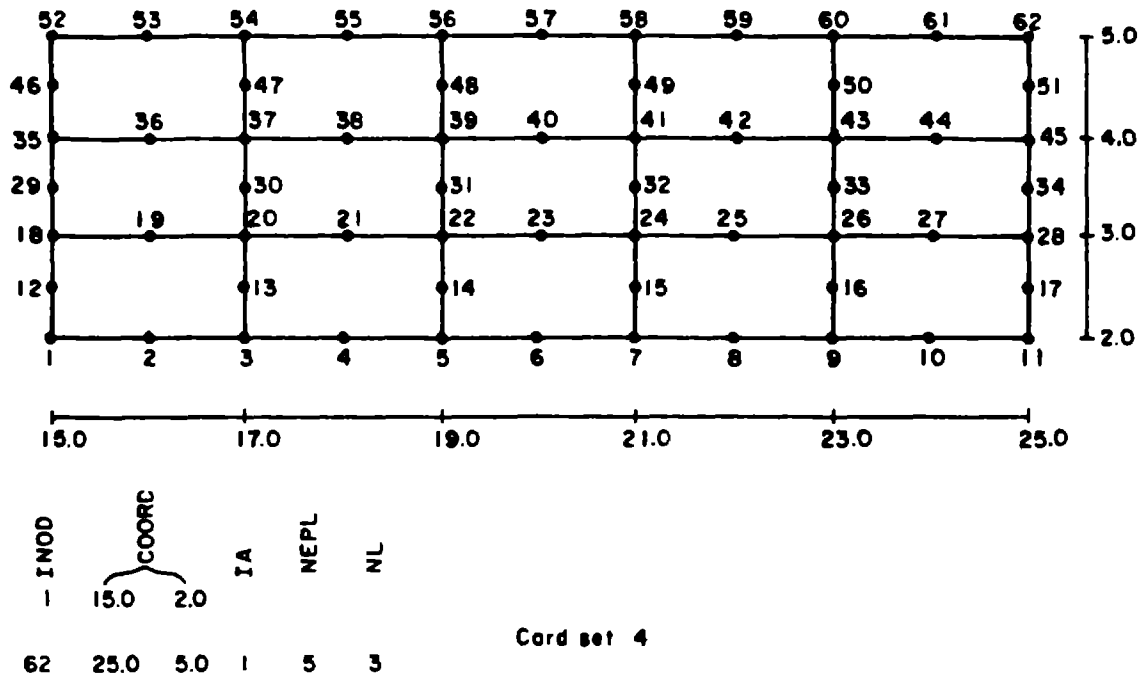 52 53 54 55 56 57 58 59 60 61 62
5.0
46 47 48 49 50 51
36 37 38 39 40 41 42 43 44
35 45 4.0
29 30 31 32 33 34
19 20 21 22 23 24 25 26 27
18 28 3.0
12 13 14 15 16 17
2.0
1 2 3 4 5 6 7 8 9 10 11
15.0 17.0 19.0 21.0 23.0 25.0
INOD COORD IA NEPL NL
1 15.0 2.0
Card set 4
62 25.0 5.0 1 5 3